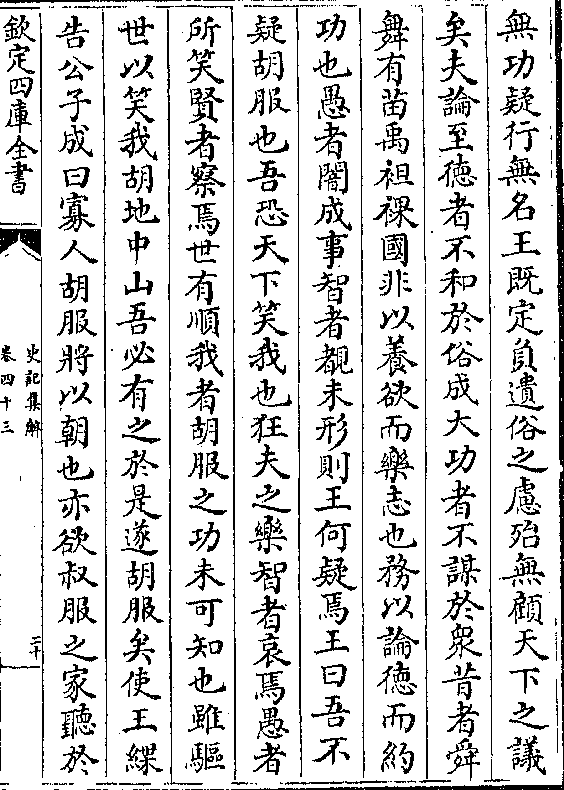 無功疑行無名王既定負遺俗之慮殆無顧天下之議
矣夫論至徳者不和於俗成大功者不謀於衆昔者舜
舞有苗禹袒裸國非以養欲而樂志也務以論徳而約
功也愚者闇成事智者覩未形則王何疑焉王曰吾不
疑胡服也吾恐天下笑我也狂夫之樂智者哀焉愚者
所笑賢者察焉世有順我者胡服之功未可知也雖驅
世以笑我胡地中山吾必有之於是遂胡服矣使王緤
告公子成曰寡人胡服將以朝也亦欲叔服之家聽於
欽定四庫全書
史記集解
卷四十三
二十